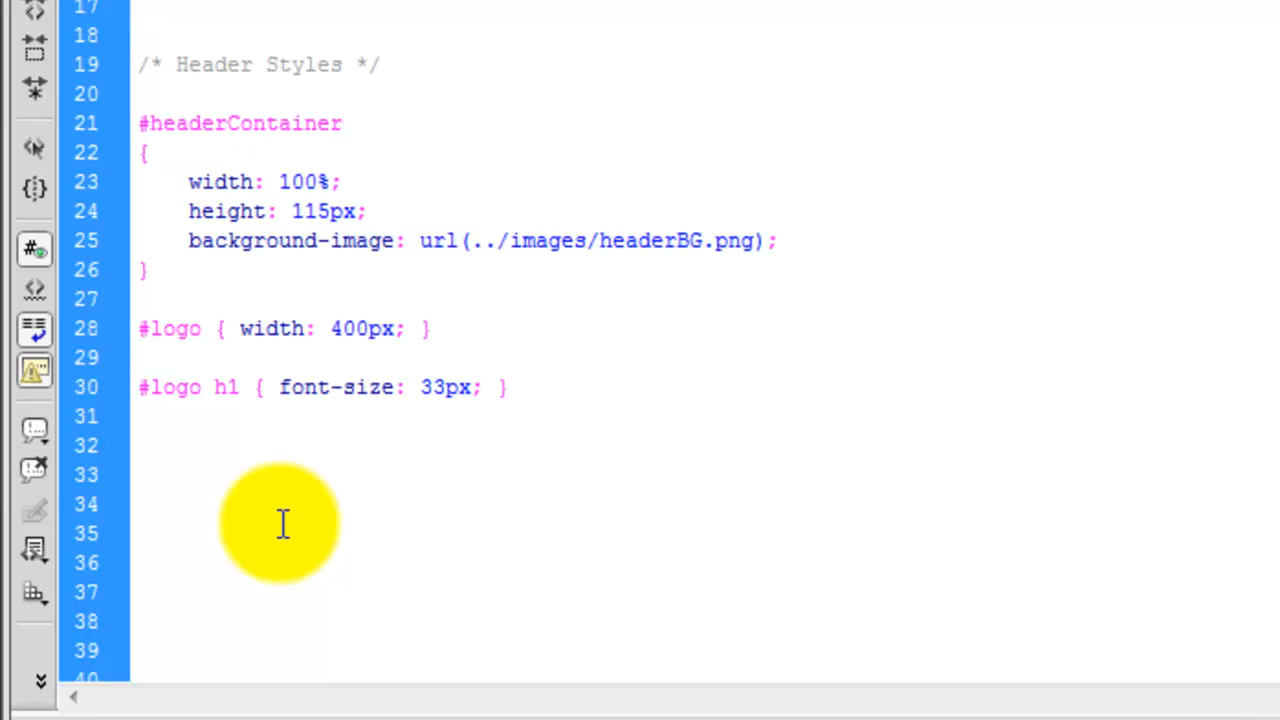 17
18
19 /* Header Styles */
20
21 #headerContainer
22 {
23 width: 100%;
24 height: 115px;
25 background-image: url(../images/headerBG.png);
26 }
27
28 #logo { width: 400px; }
29
30 #logo h1 { font-size: 33px; }
31
32
33
34
35
36
37
38
39
40